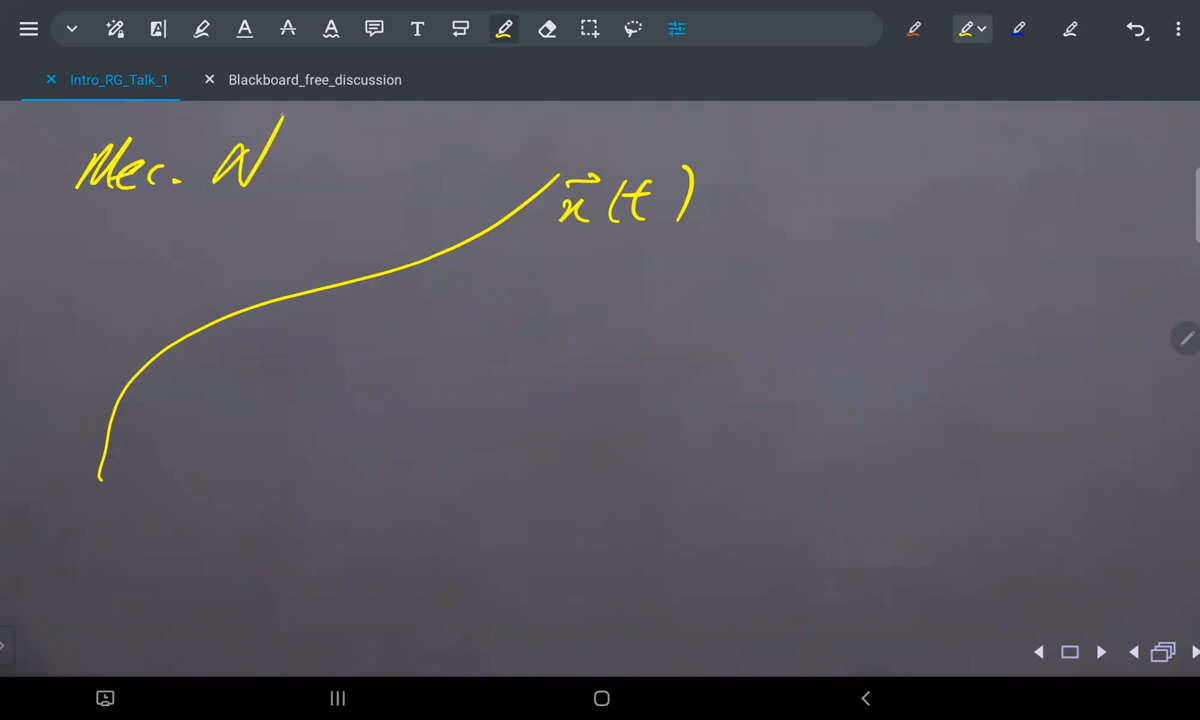 Intro_RG_Talk_1
Blackboard_free_discussion
Mec. N
x⃗(t)